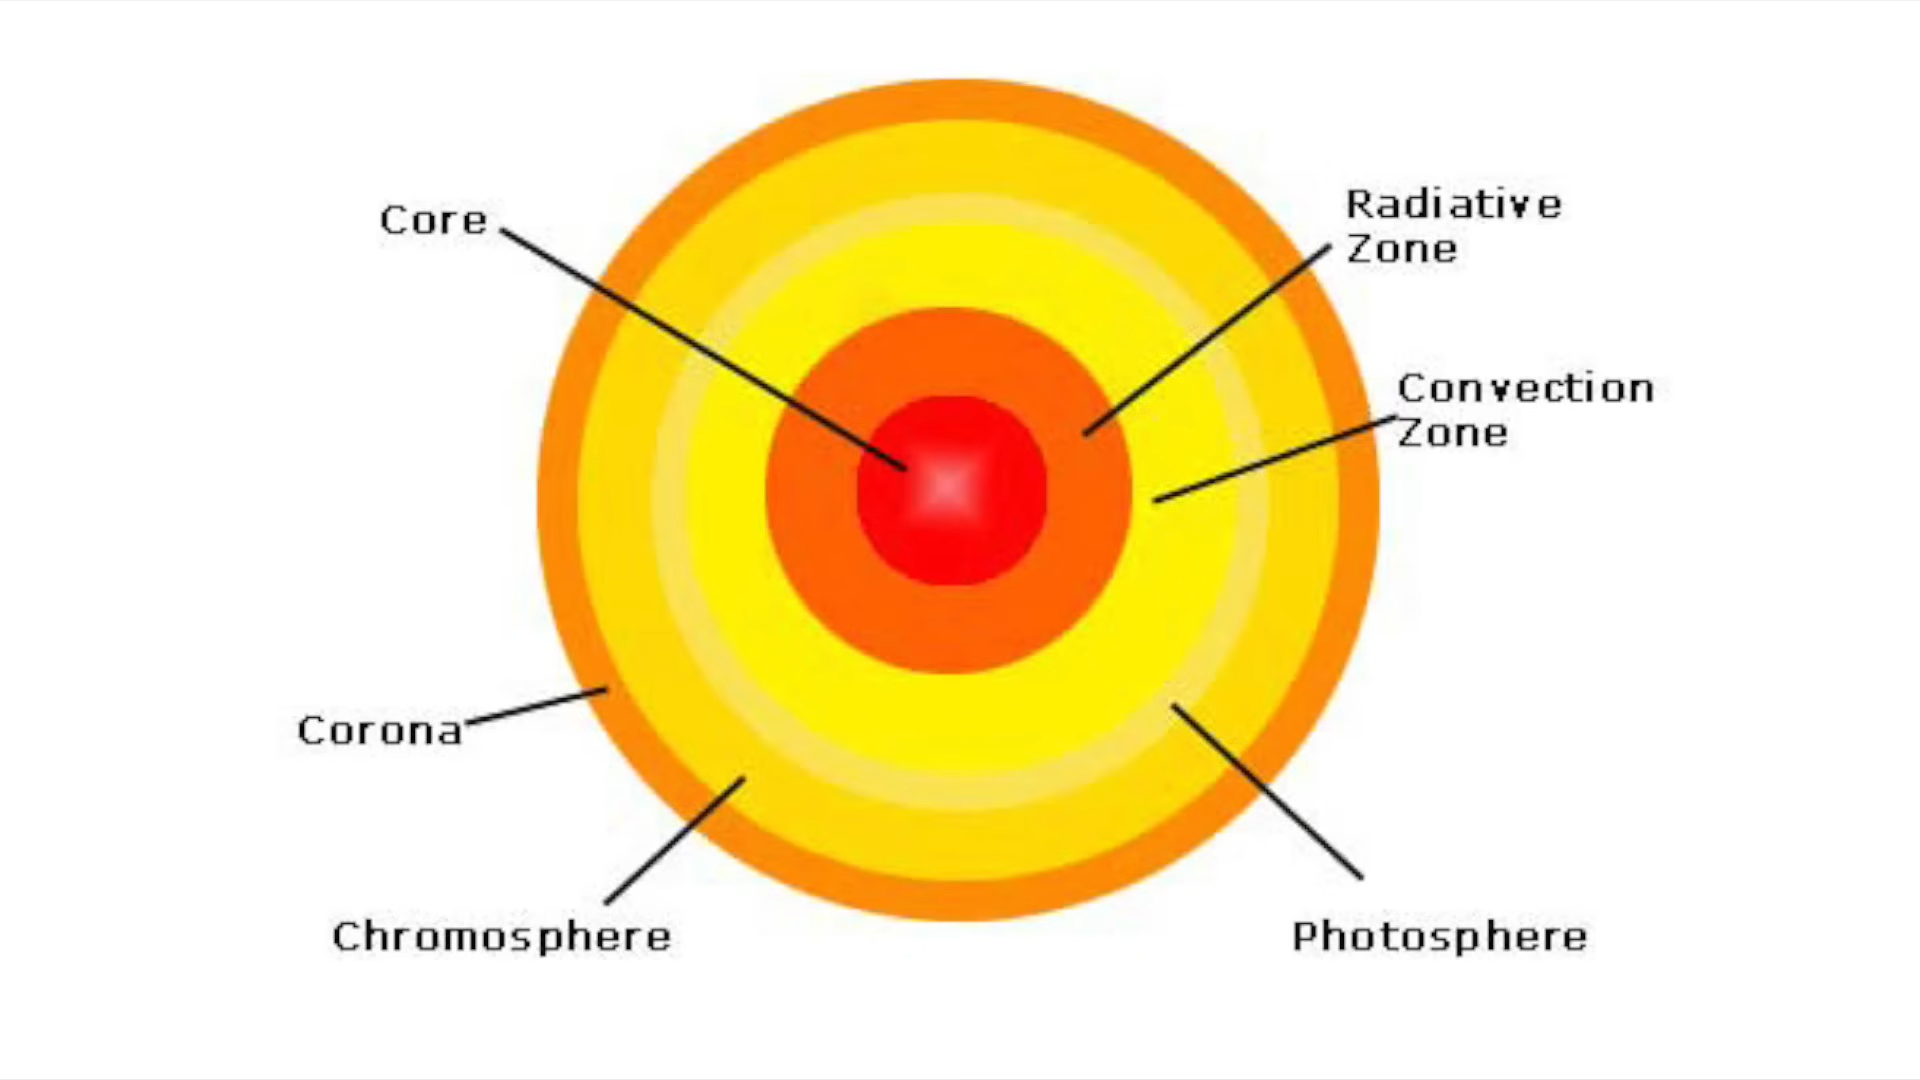 Core
Radiative
Zone
Convection
Zone
Corona
Chromosphere
Photosphere